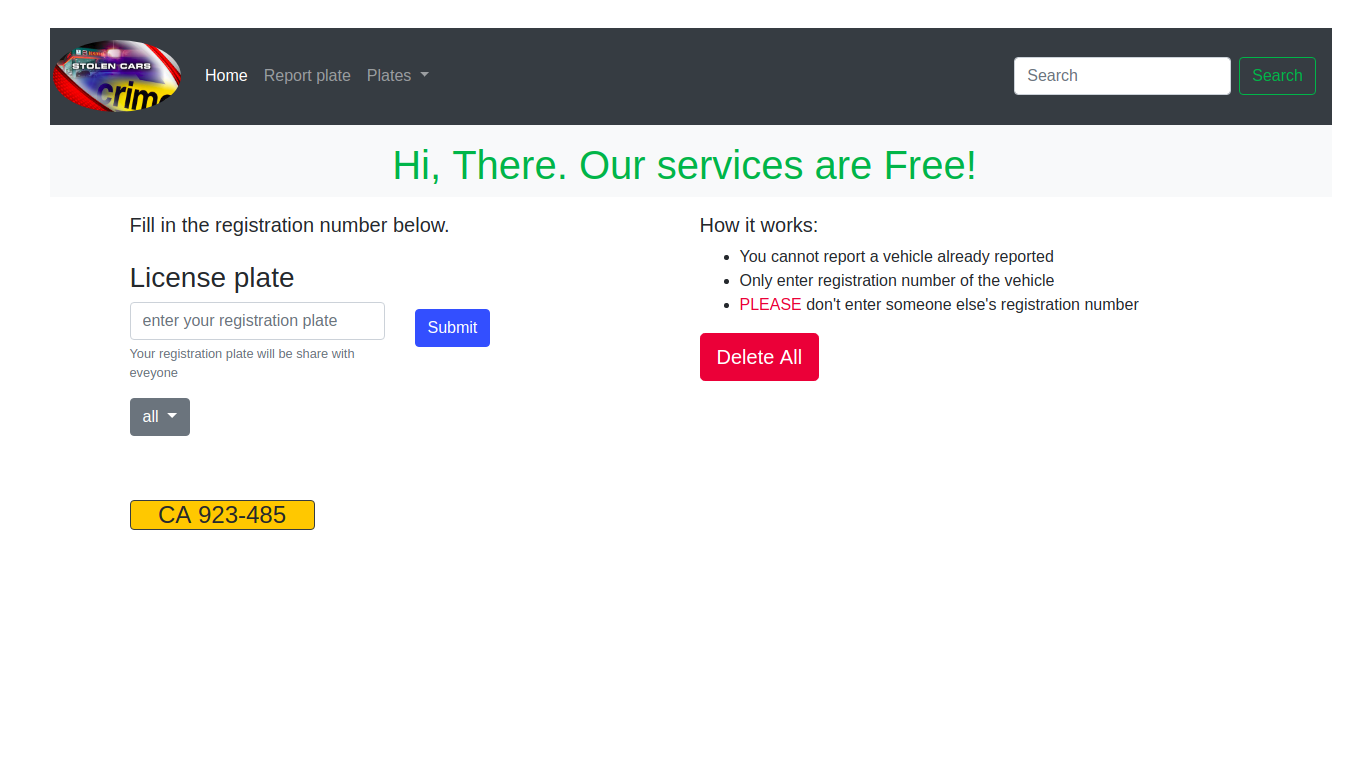 STOLEN CARS
crime
Home Report plate Plates
Search
Search
Hi, There. Our services are Free!
Fill in the registration number below.
License plate
enter your registration plate
Submit
Your registration plate will be share with
eveyone
all
CA 923-485
How it works:
You cannot report a vehicle already reported
Only enter registration number of the vehicle
PLEASE don't enter someone else's registration number
Delete All